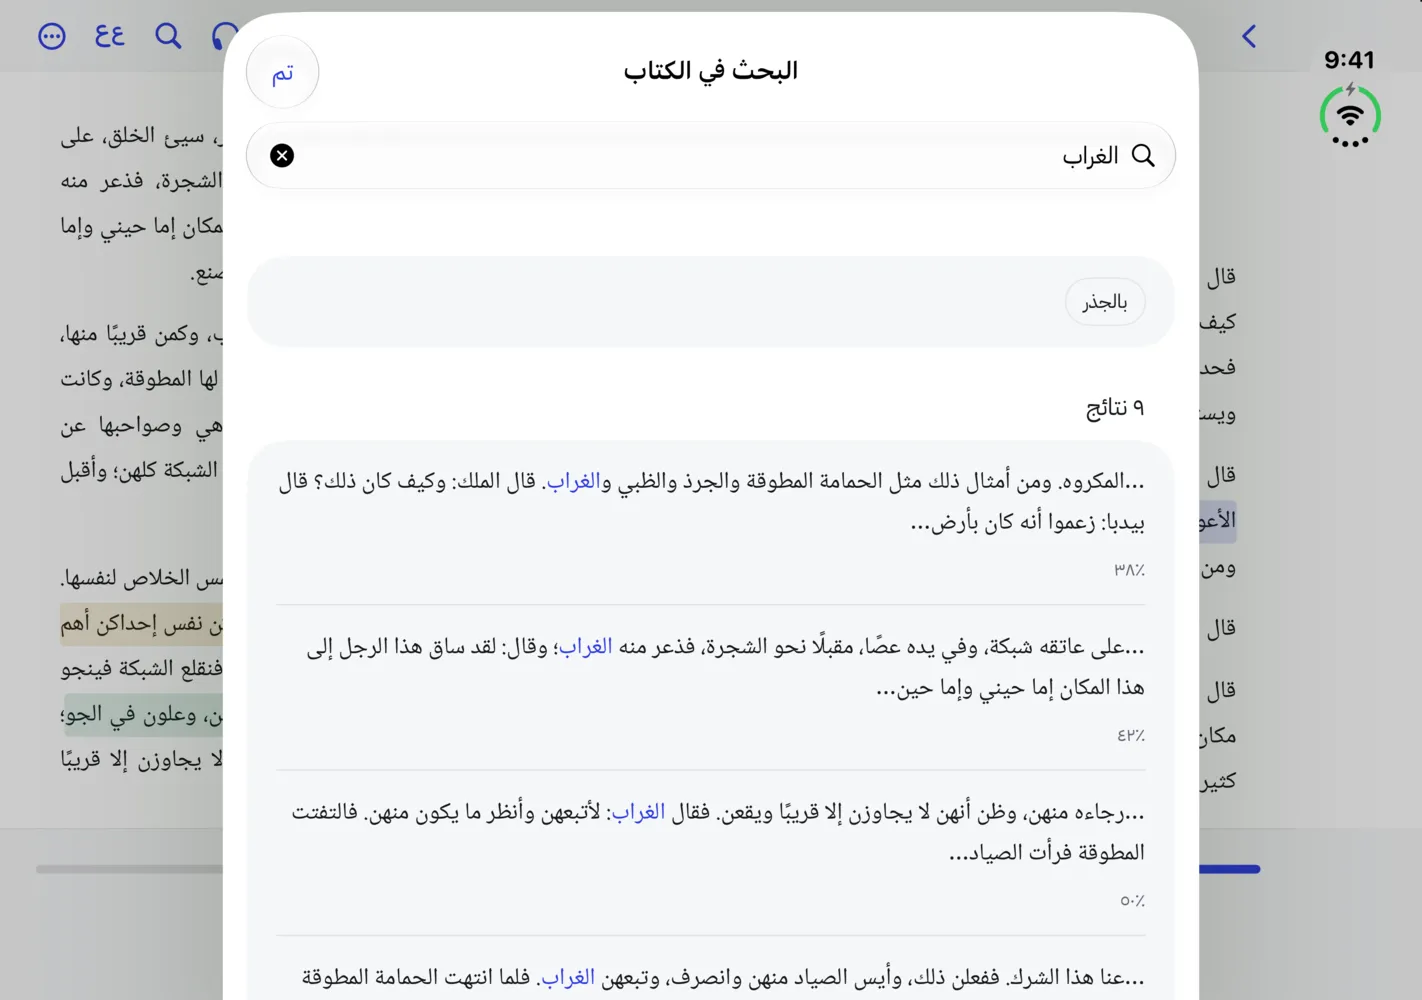 9:41
عع
البحث في الكتاب
تم
الغراب
بالجذر
٩ نتائج
...المكروه. ومن أمثال ذلك مثل الحمامة المطوقة والجرذ والظبي والغراب. قال الملك: وكيف كان ذلك؟ قال
بيدبا: زعموا أنه كان بأرض...
٣٨٪
...على عاتقه شبكة، وفي يده عصًا، مقبلًا نحو الشجرة، فذعر منه الغراب؛ وقال: لقد ساق هذا الرجل إلى
هذا المكان إما حيني وإما حين...
٤٢٪
...رجاءه منهن، وظن أنهن لا يجاوزن إلا قريبًا ويقعن. فقال الغراب: لأتبعهن وأنظر ما يكون منهن. فالتفتت
المطوقة فرأت الصياد...
٥٠٪
...عنا هذا الشرك. ففعلن ذلك، وأيس الصياد منهن وانصرف، وتبعهن الغراب. فلما انتهت الحمامة المطوقة
قال
كيف
قال
ومن
قال
قال
سيئ الخلق، على
الشجرة، فذعر منه
إما حيني وإما
وكمن قريبًا منها،
لها المطوقة، وكانت
هي وصواحبها عن
الشبكة كلهن؛ وأقبل
الخلاص لنفسها.
نفس إحداكن أهم
فنقلع الشبكة فينجو
وعلون في الجو؛
لا يجاوزن إلا قريبًا